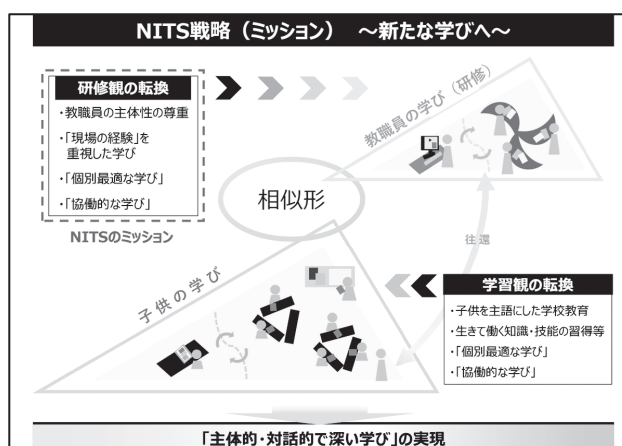 NITS戦略（ミッション）　～新たな学びへ～
研修観の転換
・教職員の主体性の尊重
・「現場の経験」を
重視した学び
・「個別最適な学び」
・「協働的な学び」
NITSのミッション
教職員の学び（研修）
相似形
往還
子供の学び
学習観の転換
・子供を主語にした学校教育
・生きて働く知識・技能の習得等
・「個別最適な学び」
・「協働的な学び」
「主体的・対話的で深い学び」の実現